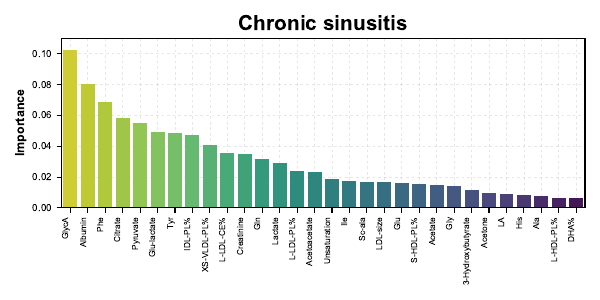 Chronic sinusitis
Importance
0.10
0.08
0.06
0.04
0.02
0.00
GlycA
Albumin
Phe
Citrate
Pyruvate
Glu-lactate
Tyr
IDL-PL%
XS-VLDL-PL%
L-LDL-CE%
Creatinine
Gln
Lactate
L-LDL-PL%
Acetoacetate
Unsaturation
Ile
Sc-ala
LDL-size
Glu
S-HDL-PL%
Acetate
Gly
3-Hydroxybutyrate
Acetone
LA
His
Ala
L-HDL-PL%
DHA%